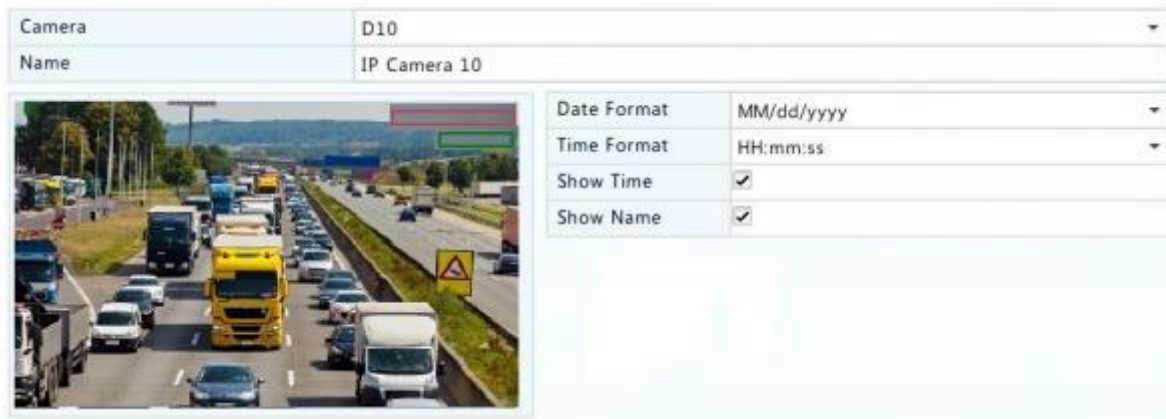 Camera D10
Name IP Camera 10
Date Format MM/dd/yyyy
Time Format HH:mm:ss
Show Time
Show Name